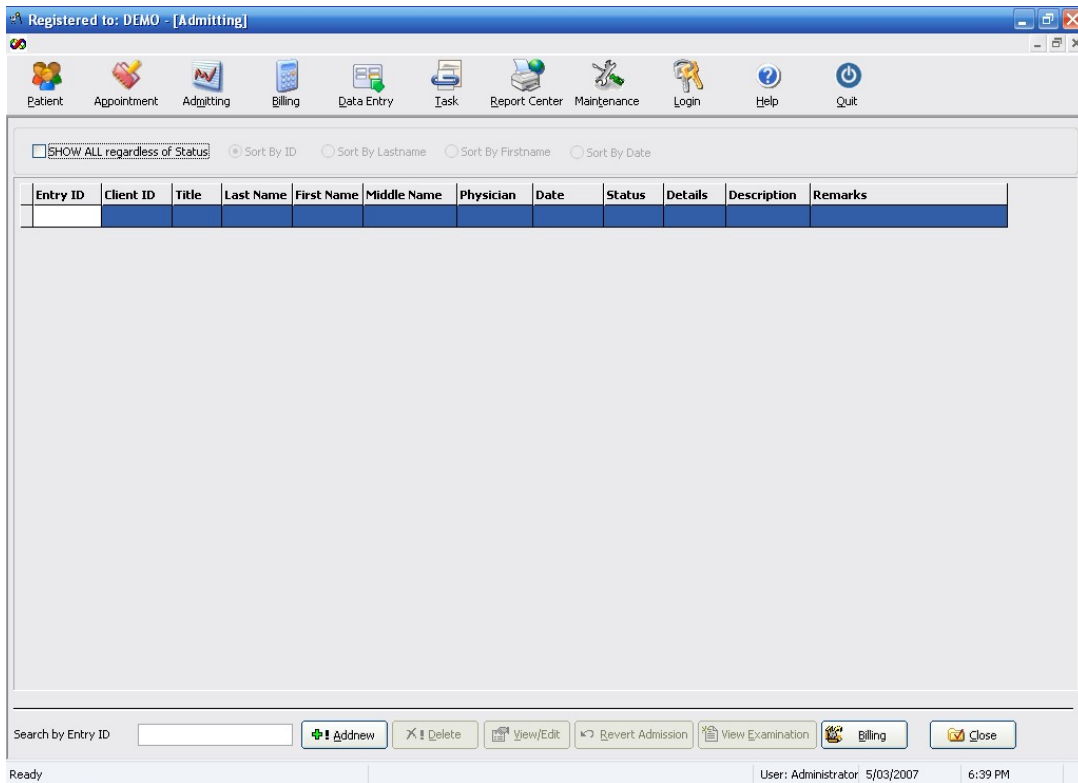 Registered to: DEMO - [Admitting]
Patient Appointment Admitting Billing Data Entry Task Report Center Maintenance Login Help Quit
SHOW ALL regardless of Status Sort By ID Sort By Lastname Sort By Firstname Sort By Date
Entry ID Client ID Title Last Name First Name Middle Name Physician Date Status Details Description Remarks
Search by Entry ID Addnew Delete View/Edit Revert Admission View Examination Billing Close
Ready User: Administrator 5/03/2007 6:39 PM